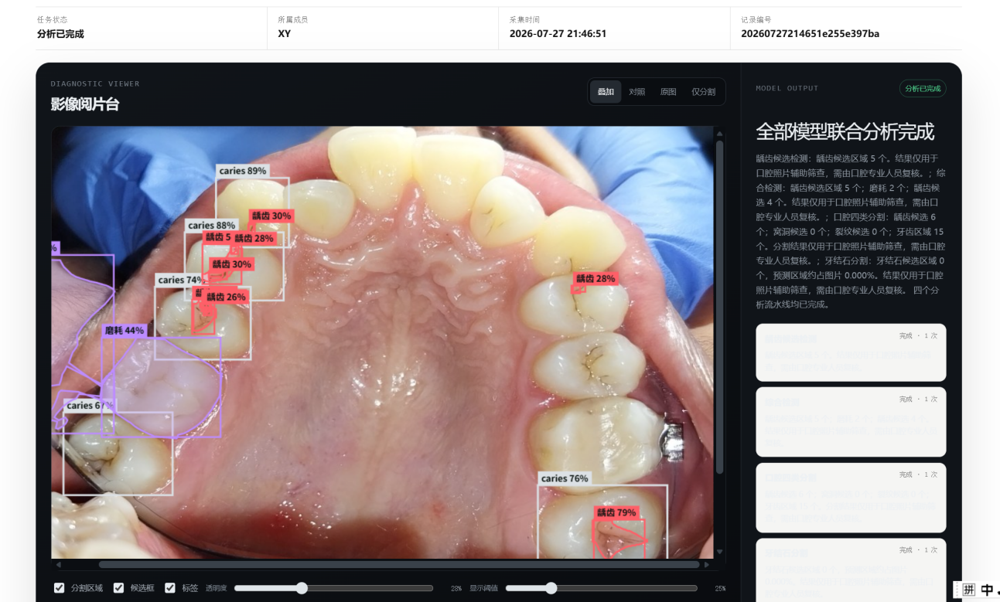 任务状态
分析已完成
所属成员
XY
采集时间
2026-07-27 21:46:51
记录编号
20260727214651e255e397ba
DIAGNOSTIC VIEWER
影像阅片台
叠加
对照
原图
仅分割
caries 89%
龋齿 30%
caries 88%
龋齿 5
龋齿 28%
%
龋齿 30%
caries 74%
龋齿 26%
龋齿 28%
磨耗 44%
caries 67%
caries 76%
龋齿 79%
分割区域
候选框
标签
透明度
28%
显示阈值
25%
MODEL OUTPUT
分析已完成
全部模型联合分析完成
龋齿候选检测：龋齿候选区域 5 个。结果仅用于
口腔照片辅助筛查，需由口腔专业人员复核。；综
合检测：龋齿候选区域 5 个；磨耗 2 个；龋齿候
选 4 个。结果仅用于口腔照片辅助筛查，需由口
腔专业人员复核。；口腔四类分割：龋齿候选 6
个；窝洞候选 0 个；裂纹候选 0 个；牙齿区域 15
个。分割结果仅用于口腔照片辅助筛查，需由口腔
专业人员复核。；牙结石分割：牙结石候选区域 0
个，预测区域约占图片 0.000%。结果仅用于口腔
照片辅助筛查，需由口腔专业人员复核。 四个分
析流水线均已完成。
完成 · 1 次
完成 · 1 次
完成 · 1 次
完成 · 1 次
拼 中